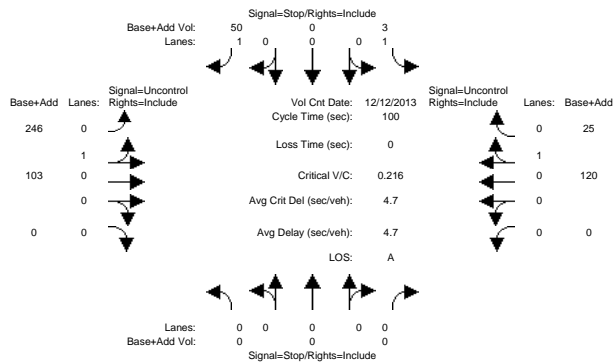 Signal=Stop/Rights=Include
Base+Add Vol: 50 0 3
Lanes: 1 0 0 0 1
Signal=Uncontrol
Base+Add Lanes: Rights=Include
Vol Cnt Date: 12/12/2013
Signal=Uncontrol
Rights=Include Lanes: Base+Add
Cycle Time (sec): 100
246 0
0 25
Loss Time (sec): 0
1
1
103 0
Critical V/C: 0.216
0 120
0
Avg Crit Del (sec/veh): 4.7
0
0 0
Avg Delay (sec/veh): 4.7
0 0
LOS: A
Lanes: 0 0 0 0 0
Base+Add Vol: 0 0 0
Signal=Stop/Rights=Include